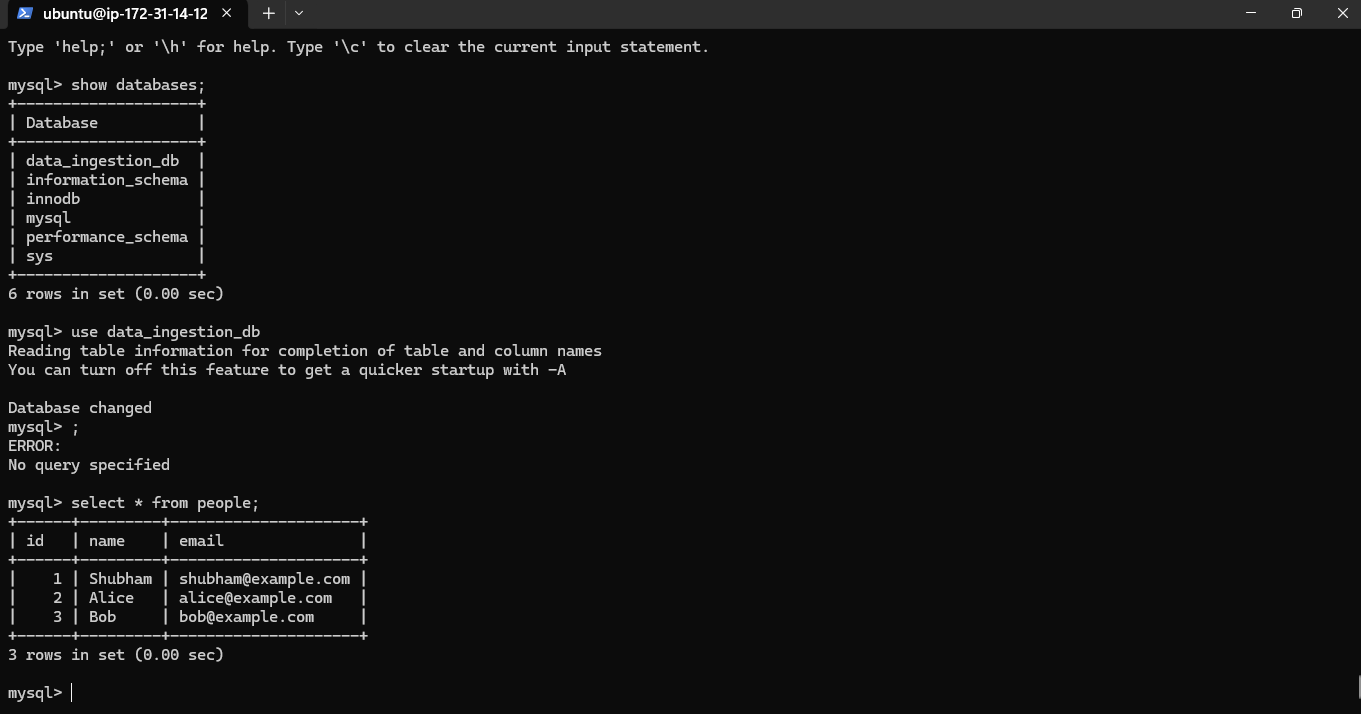 ubuntu@ip-172-31-14-12
Type 'help;' or '\h' for help. Type '\c' to clear the current input statement.

mysql> show databases;
+--------------------+
| Database           |
+--------------------+
| data_ingestion_db  |
| information_schema |
| innodb             |
| mysql              |
| performance_schema |
| sys                |
+--------------------+
6 rows in set (0.00 sec)

mysql> use data_ingestion_db
Reading table information for completion of table and column names
You can turn off this feature to get a quicker startup with -A

Database changed
mysql> ;
ERROR:
No query specified

mysql> select * from people;
+------+---------+---------------------+
| id   | name    | email               |
+------+---------+---------------------+
|    1 | Shubham | shubham@example.com |
|    2 | Alice   | alice@example.com   |
|    3 | Bob     | bob@example.com     |
+------+---------+---------------------+
3 rows in set (0.00 sec)

mysql>